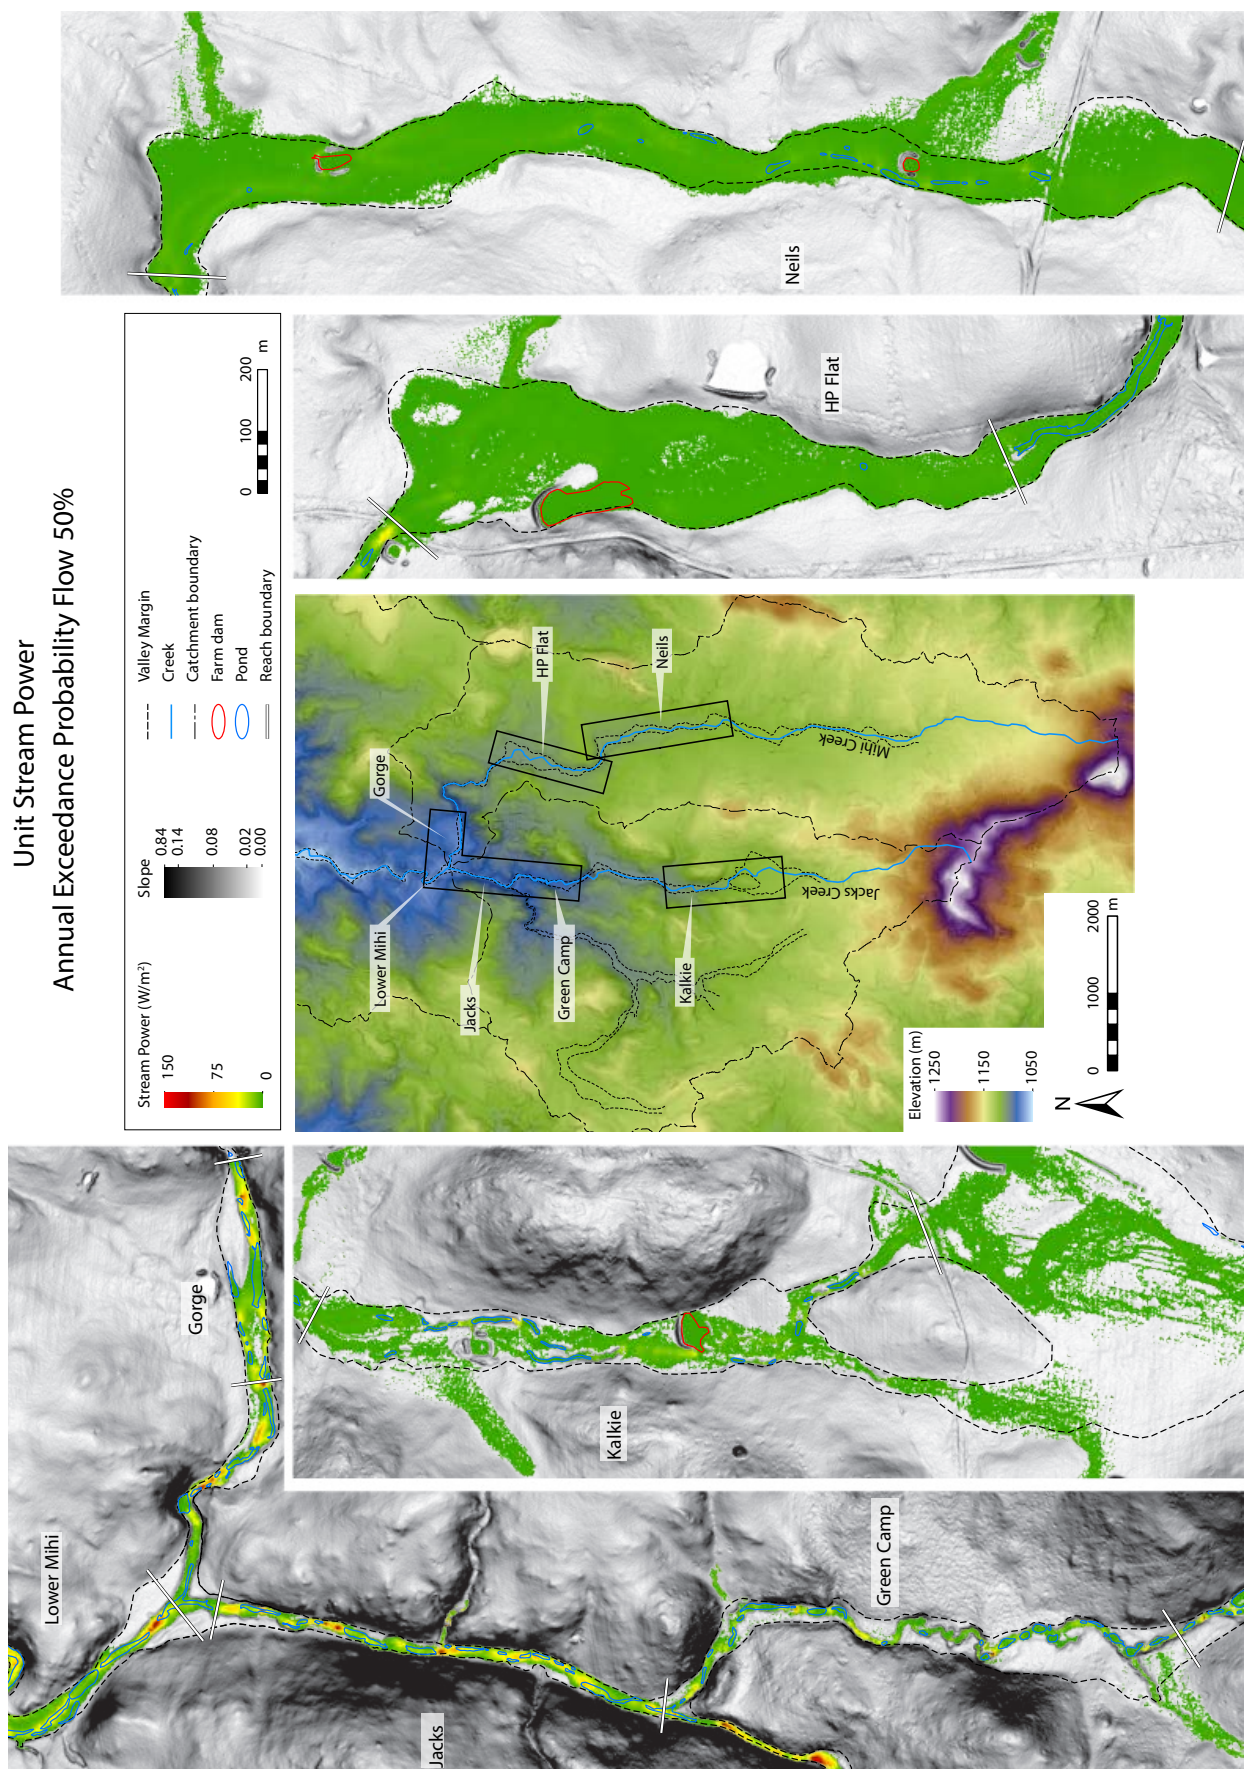 Unit Stream Power
Annual Exceedance Probability Flow 50%
Stream Power (W/m²)
150
75
0
Slope
0.84
0.14
0.08
0.02
0.00
Valley Margin
Creek
Catchment boundary
Farm dam
Pond
Reach boundary
0
100
200
m
Lower Mihi
Gorge
Jacks
Green Camp
Kalkie
Lower Mihi
Jacks
Green Camp
Kalkie
Gorge
HP Flat
Neils
Jacks Creek
Mihi Creek
Elevation (m)
1250
1150
1050
N
0
1000
2000
m
HP Flat
Neils